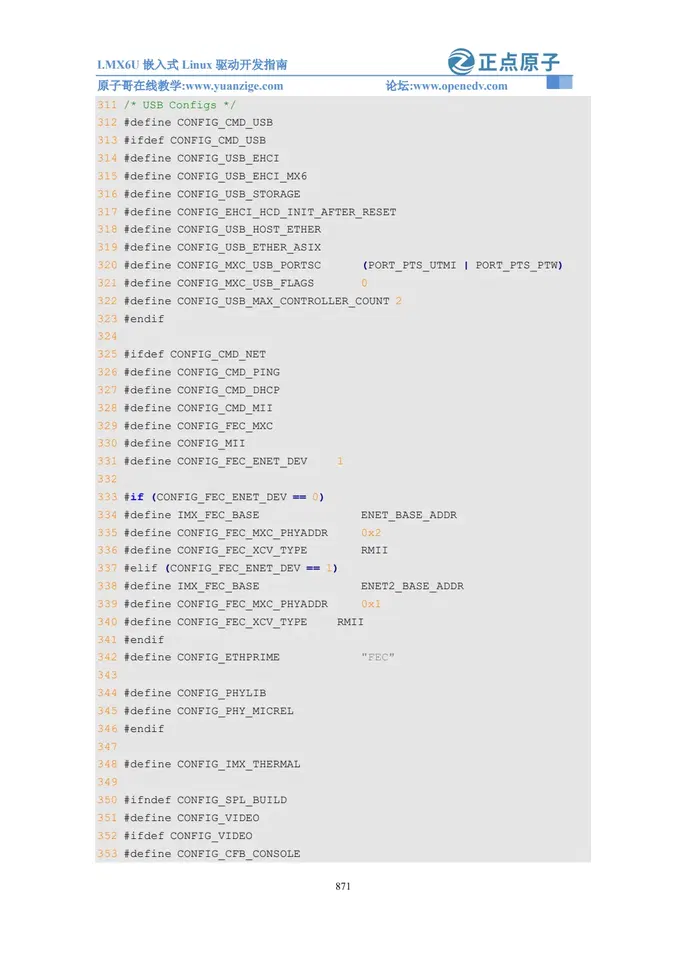 I.MX6U 嵌入式 Linux 驱动开发指南
正点原子
原子哥在线教学:www.yuanzige.com 论坛:www.openedv.com
311 /* USB Configs */
312 #define CONFIG_CMD_USB
313 #ifdef CONFIG_CMD_USB
314 #define CONFIG_USB_EHCI
315 #define CONFIG_USB_EHCI_MX6
316 #define CONFIG_USB_STORAGE
317 #define CONFIG_EHCI_HCD_INIT_AFTER_RESET
318 #define CONFIG_USB_HOST_ETHER
319 #define CONFIG_USB_ETHER_ASIX
320 #define CONFIG_MXC_USB_PORTSC (PORT_PTS_UTMI | PORT_PTS_PTW)
321 #define CONFIG_MXC_USB_FLAGS 0
322 #define CONFIG_USB_MAX_CONTROLLER_COUNT 2
323 #endif
324
325 #ifdef CONFIG_CMD_NET
326 #define CONFIG_CMD_PING
327 #define CONFIG_CMD_DHCP
328 #define CONFIG_CMD_MII
329 #define CONFIG_FEC_MXC
330 #define CONFIG_MII
331 #define CONFIG_FEC_ENET_DEV 1
332
333 #if (CONFIG_FEC_ENET_DEV == 0)
334 #define IMX_FEC_BASE ENET_BASE_ADDR
335 #define CONFIG_FEC_MXC_PHYADDR 0x2
336 #define CONFIG_FEC_XCV_TYPE RMII
337 #elif (CONFIG_FEC_ENET_DEV == 1)
338 #define IMX_FEC_BASE ENET2_BASE_ADDR
339 #define CONFIG_FEC_MXC_PHYADDR 0x1
340 #define CONFIG_FEC_XCV_TYPE RMII
341 #endif
342 #define CONFIG_ETHPRIME "FEC"
343
344 #define CONFIG_PHYLIB
345 #define CONFIG_PHY_MICREL
346 #endif
347
348 #define CONFIG_IMX_THERMAL
349
350 #ifndef CONFIG_SPL_BUILD
351 #define CONFIG_VIDEO
352 #ifdef CONFIG_VIDEO
353 #define CONFIG_CFB_CONSOLE
871